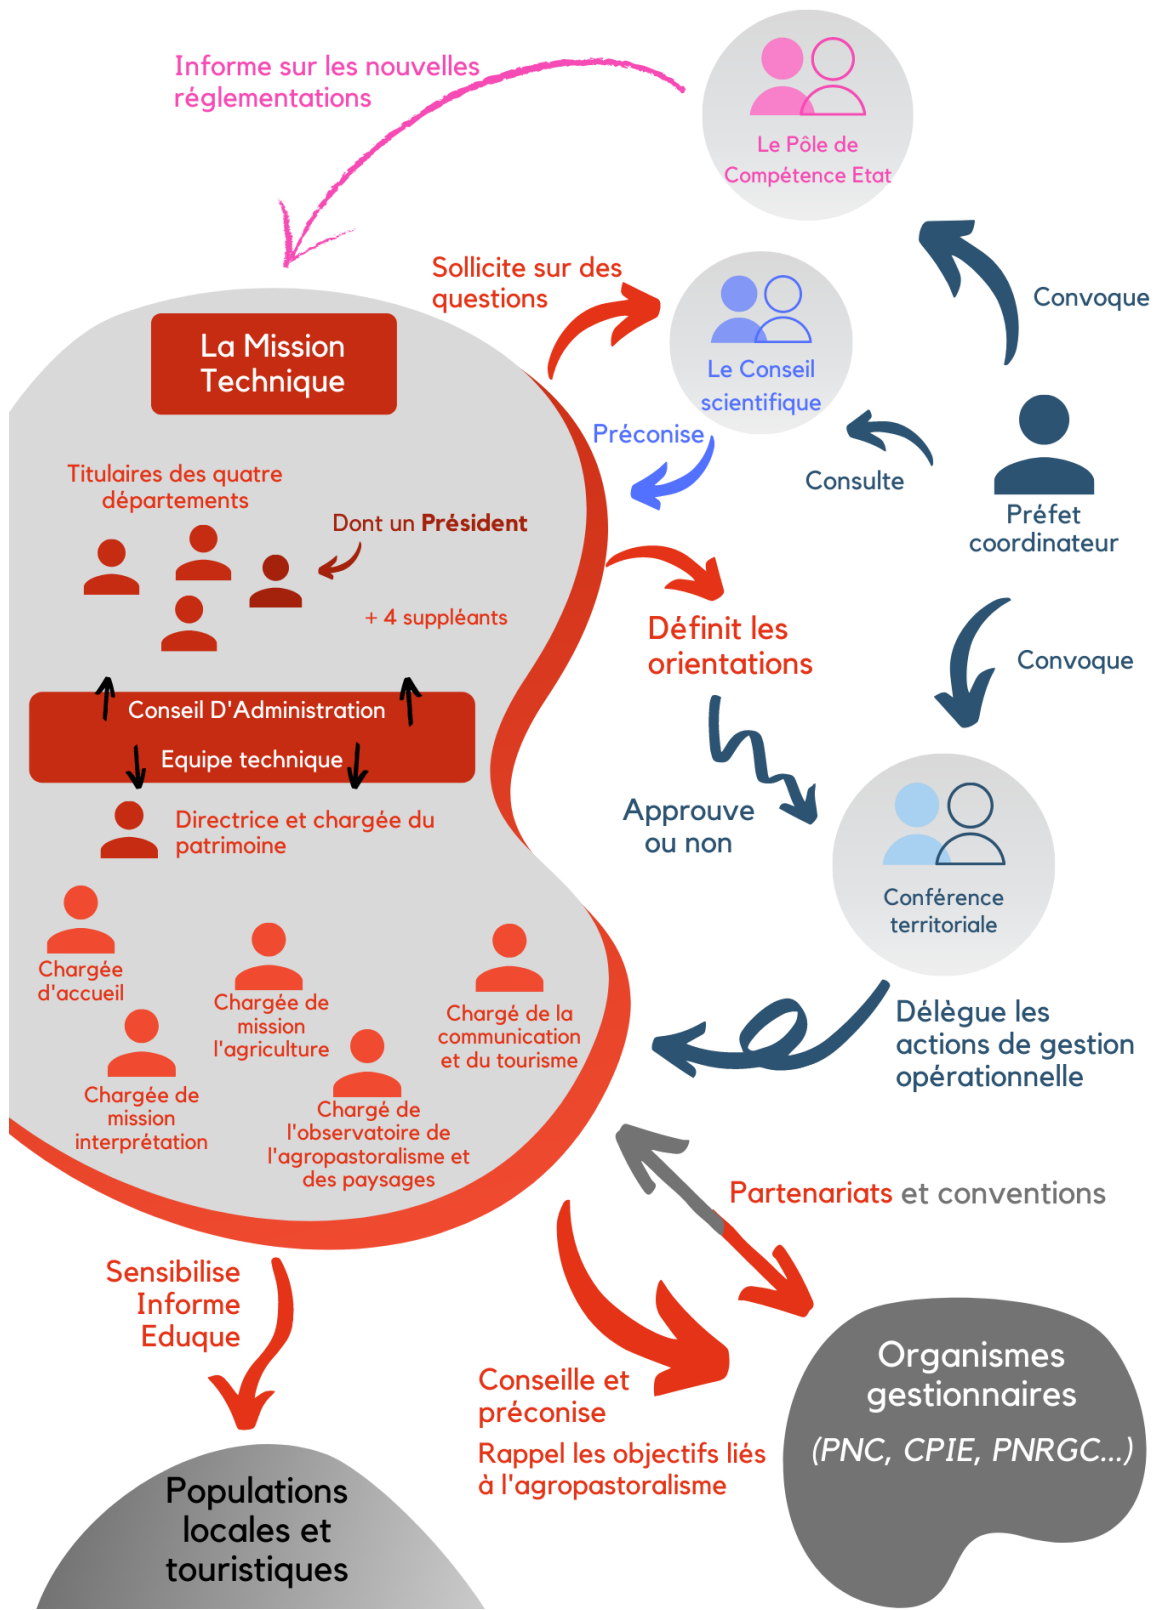 Informe sur les nouvelles
réglementations
Le Pôle de
Compétence Etat
Sollicite sur des
questions
Convoque
La Mission
Technique
Le Conseil
scientifique
Préconise
Consulte
Préfet
coordinateur
Titulaires des quatre
départements
Dont un Président
+ 4 suppléants
Définit les
orientations
Convoque
Conseil D'Administration
Equipe technique
Approuve
ou non
Directrice et chargée du
patrimoine
Conférence
territoriale
Chargée
d'accueil
Chargée de
mission
l'agriculture
Chargé de la
communication
et du tourisme
Chargée de
mission
interprétation
Chargé de
l'observatoire de
l'agropastoralisme et
des paysages
Délègue les
actions de gestion
opérationnelle
Partenariats et conventions
Sensibilise
Informe
Eduque
Conseille et
préconise
Rappel les objectifs liés
à l'agropastoralisme
Organismes
gestionnaires
(PNC, CPIE, PNRGC...)
Populations
locales et
touristiques